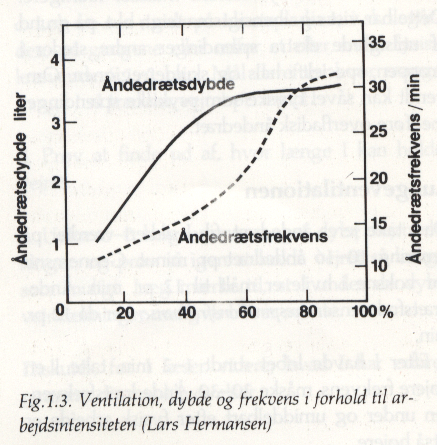 Åndedrætsdybde liter
4
3
2
1
0
Åndedrætsdybde
Åndedrætsfrekvens
35
30
25
20
15
10
Åndedrætsfrekvens/min.
20
40
60
80
100 %
Fig.1.3. Ventilation, dybde og frekvens i forhold til ar-
bejdsintensiteten (Lars Hermansen)